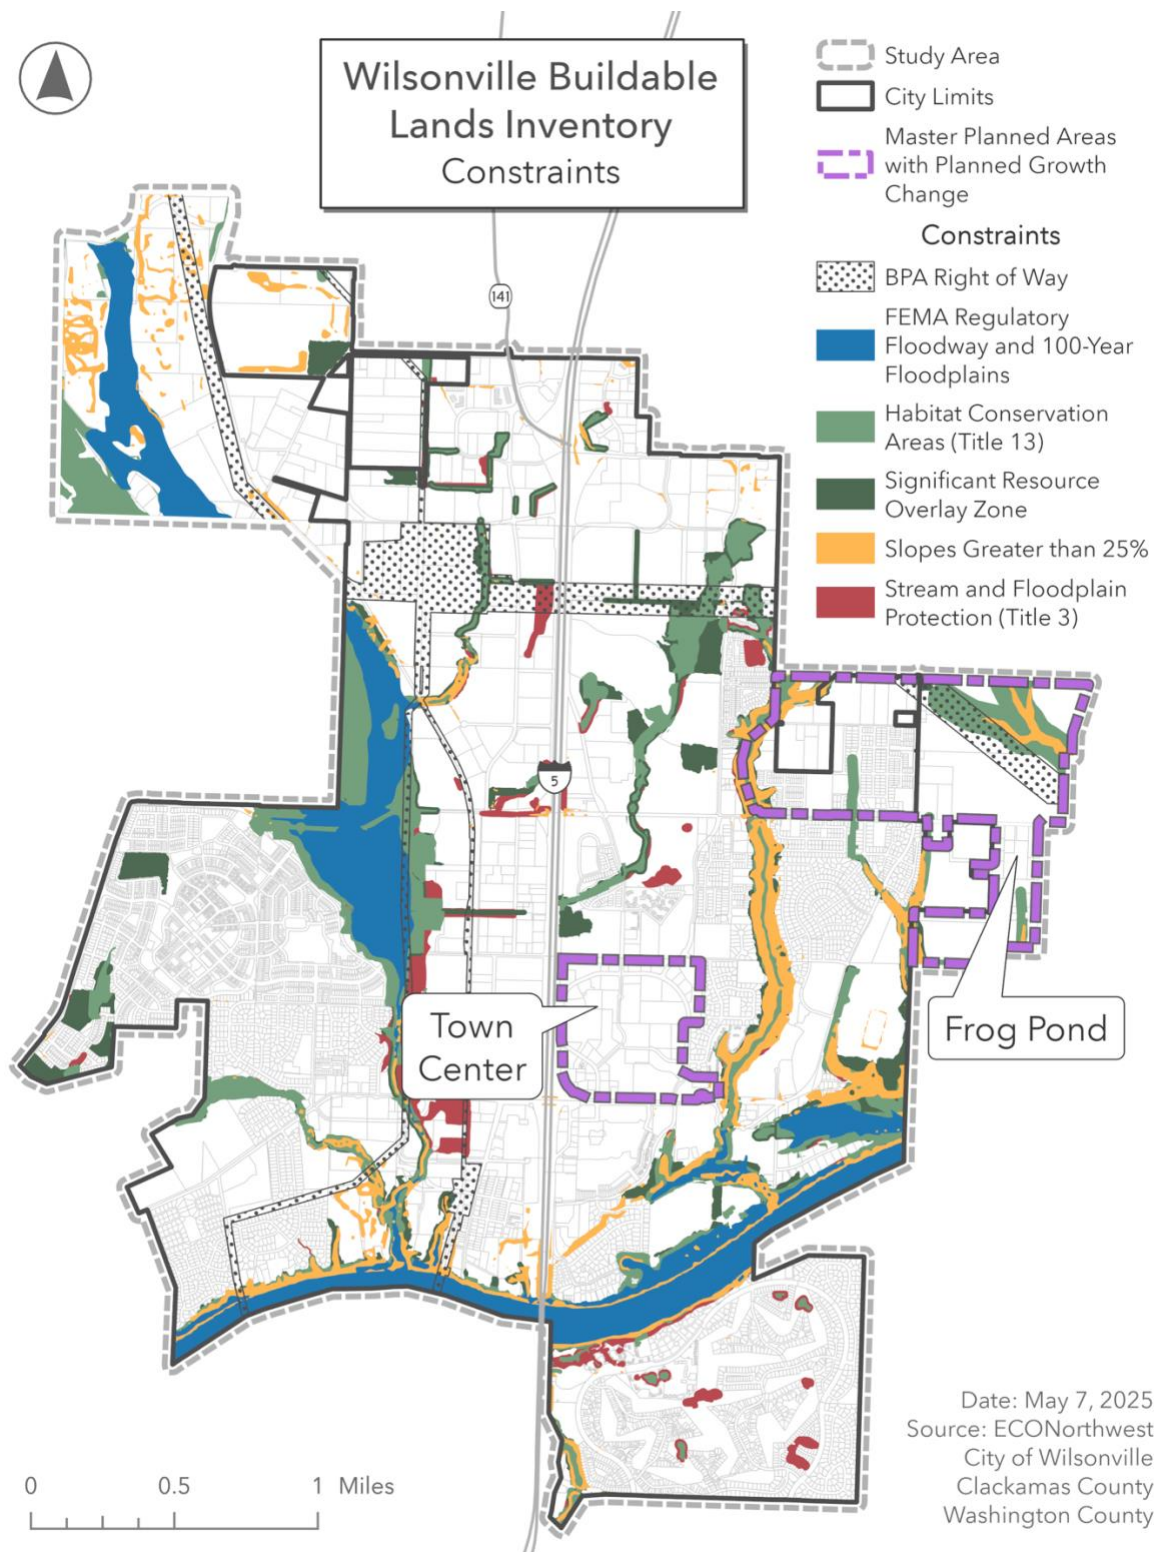 Wilsonville Buildable
Lands Inventory
Constraints
Study Area
City Limits
Master Planned Areas
with Planned Growth
Change
Constraints
BPA Right of Way
FEMA Regulatory
Floodway and 100-Year
Floodplains
Habitat Conservation
Areas (Title 13)
Significant Resource
Overlay Zone
Slopes Greater than 25%
Stream and Floodplain
Protection (Title 3)
141
5
Town
Center
Frog Pond
0 0.5 1 Miles
Date: May 7, 2025
Source: ECONorthwest
City of Wilsonville
Clackamas County
Washington County